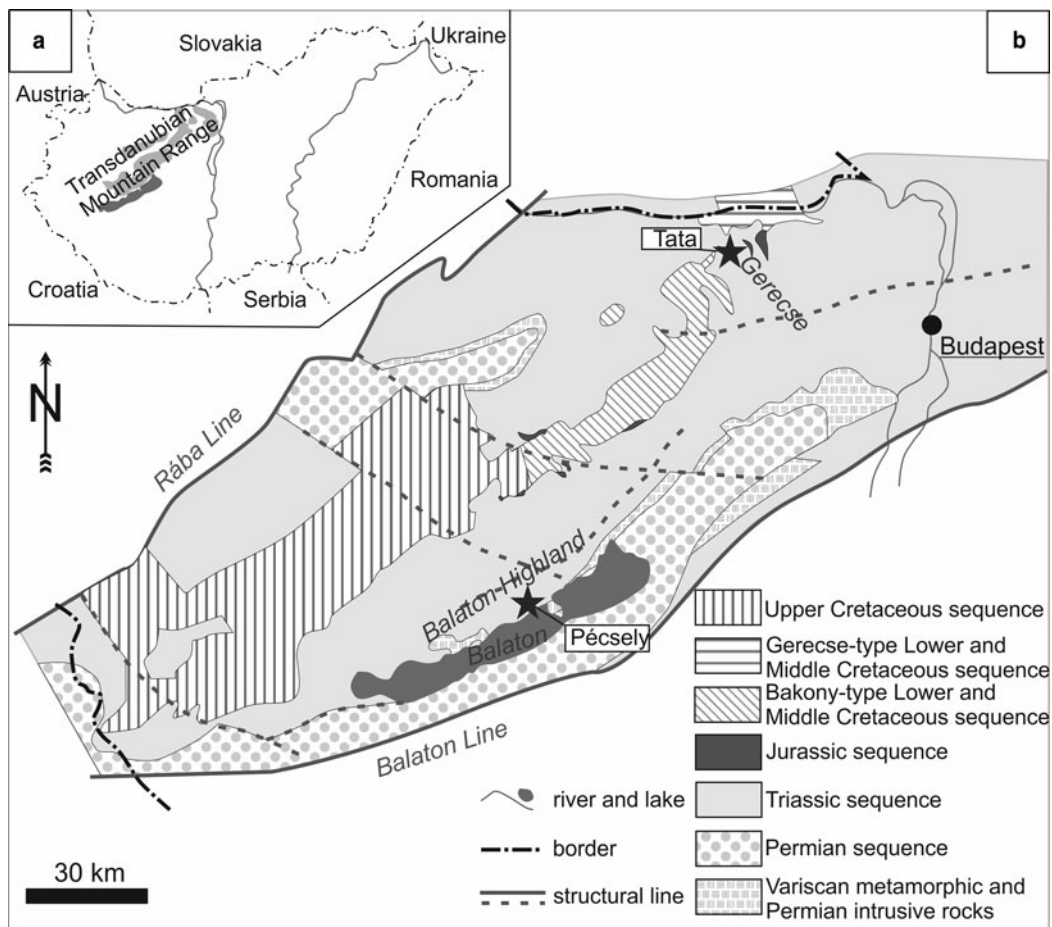 a
Slovakia
Ukraine
Austria
Transdanubian
Mountain Range
Romania
Croatia
Serbia
b
N
Tata
Gerecse
Budapest
Rába Line
Balaton-Highland
Balaton
Pécsely
Balaton Line
Upper Cretaceous sequence
Gerecse-type Lower and
Middle Cretaceous sequence
Bakony-type Lower and
Middle Cretaceous sequence
Jurassic sequence
river and lake
Triassic sequence
border
Permian sequence
30 km
structural line
Variscan metamorphic and
Permian intrusive rocks